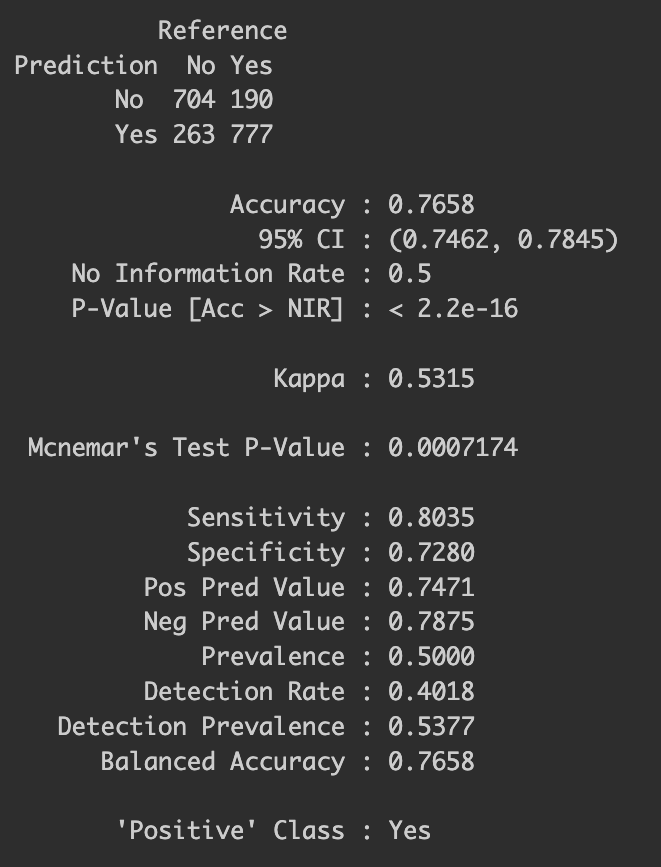 Reference
Prediction No Yes
No 704 190
Yes 263 777
Accuracy : 0.7658
95% CI : (0.7462, 0.7845)
No Information Rate : 0.5
P-Value [Acc > NIR] : < 2.2e-16
Kappa : 0.5315
Mcnemar's Test P-Value : 0.0007174
Sensitivity : 0.8035
Specificity : 0.7280
Pos Pred Value : 0.7471
Neg Pred Value : 0.7875
Prevalence : 0.5000
Detection Rate : 0.4018
Detection Prevalence : 0.5377
Balanced Accuracy : 0.7658
'Positive' Class : Yes